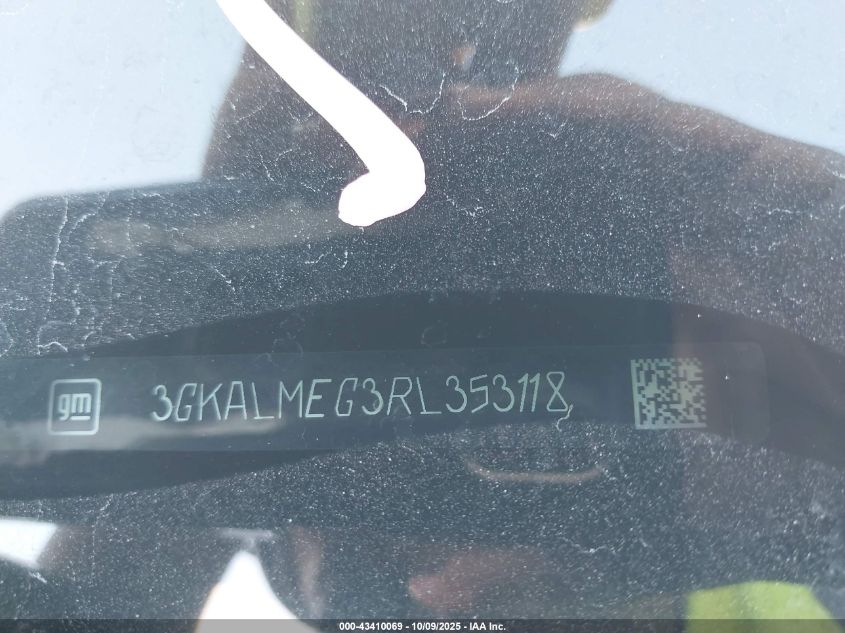 gm
3GKALMEG3RL353118
000-43410069 - 10/09/2025 - IAA Inc.